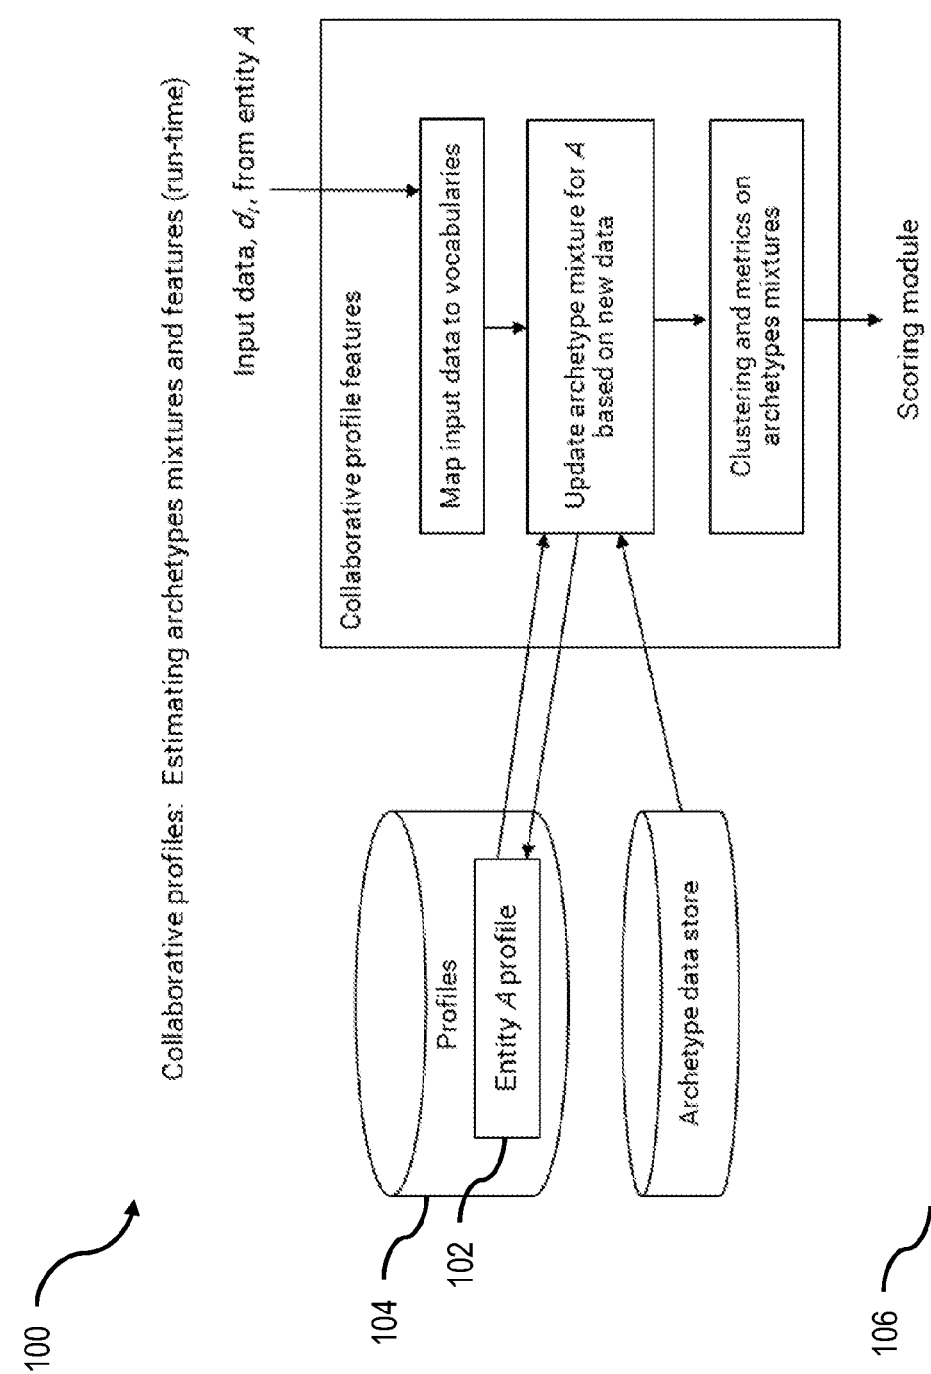 100
Collaborative profiles: Estimating archetypes mixtures and features (run-time)
Input data, di, from entity A
Collaborative profile features
Map input data to vocabularies
Update archetype mixture for A
based on new data
Clustering and metrics on
archetypes mixtures
Scoring module
104
102
Profiles
Entity A profile
Archetype data store
106